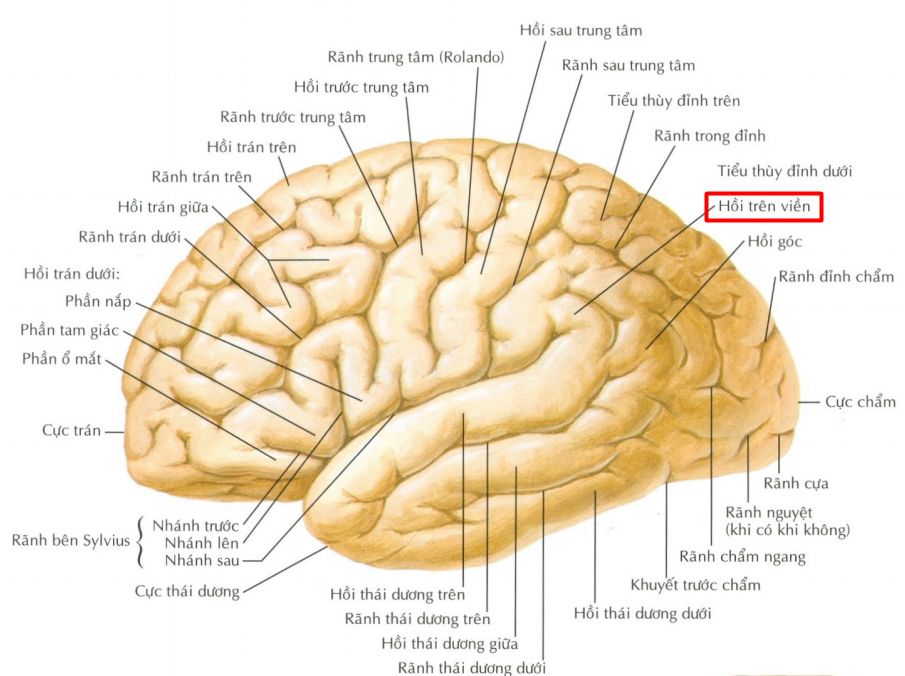 Hồi sau trung tâm
Rãnh trung tâm (Rolando)
Rãnh sau trung tâm
Hồi trước trung tâm
Tiểu thùy đỉnh trên
Rãnh trước trung tâm
Rãnh trong đỉnh
Hồi trán trên
Tiểu thùy đỉnh dưới
Rãnh trán trên
Hồi trên viền
Hồi trán giữa
Rãnh trán dưới
Hồi góc
Hồi trán dưới:
Rãnh đỉnh chẩm
Phần nắp
Phần tam giác
Phần ổ mắt
Cực chẩm
Cực trán
Rãnh cựa
Rãnh nguyệt
(khi có khi không)
Rãnh bên Sylvius
Nhánh trước
Nhánh lên
Nhánh sau
Rãnh chẩm ngang
Khuyết trước chẩm
Cực thái dương
Hồi thái dương trên
Hồi thái dương dưới
Rãnh thái dương trên
Hồi thái dương giữa
Rãnh thái dương dưới